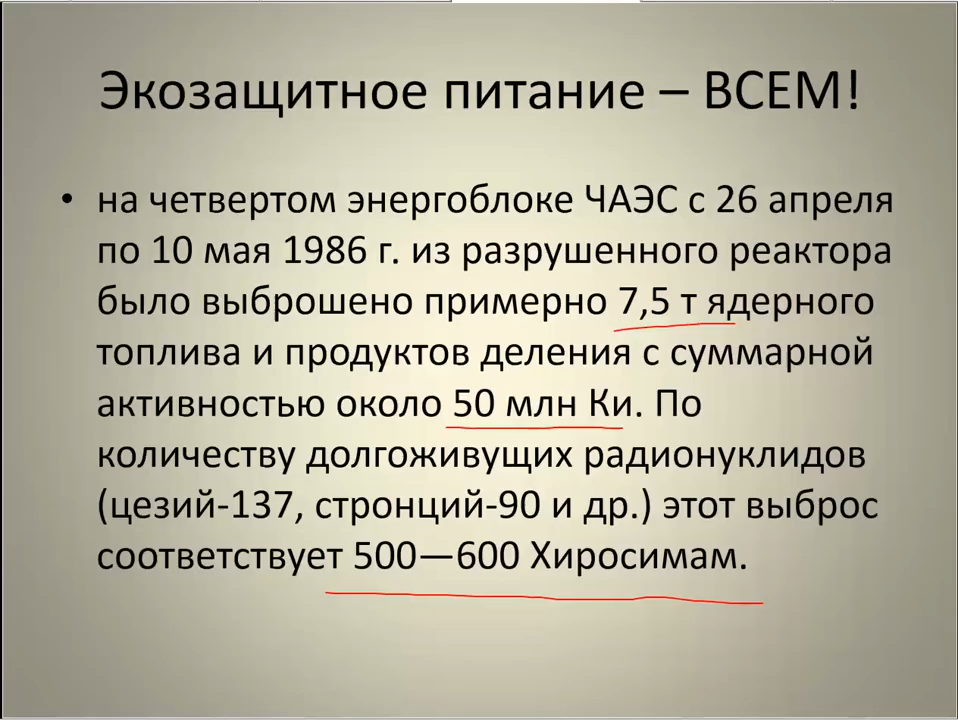 Экозащитное питание – ВСЕМ!
• на четвертом энергоблоке ЧАЭС с 26 апреля
по 10 мая 1986 г. из разрушенного реактора
было выброшено примерно 7,5 т ядерного
топлива и продуктов деления с суммарной
активностью около 50 млн Ки. По
количеству долгоживущих радионуклидов
(цезий-137, стронций-90 и др.) этот выброс
соответствует 500—600 Хиросимам.